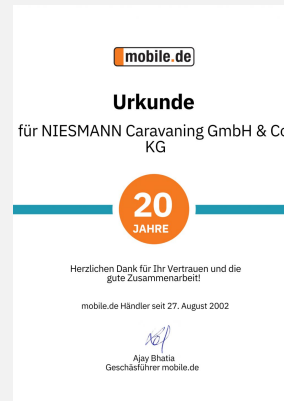 mobile.de
Urkunde
für NIESMANN Caravaning GmbH & Co
KG
20
JAHRE
Herzlichen Dank für Ihr Vertrauen und die
gute Zusammenarbeit!
mobile.de Händler seit 27. August 2002
Ajay Bhatia
Geschäsführer mobile.de